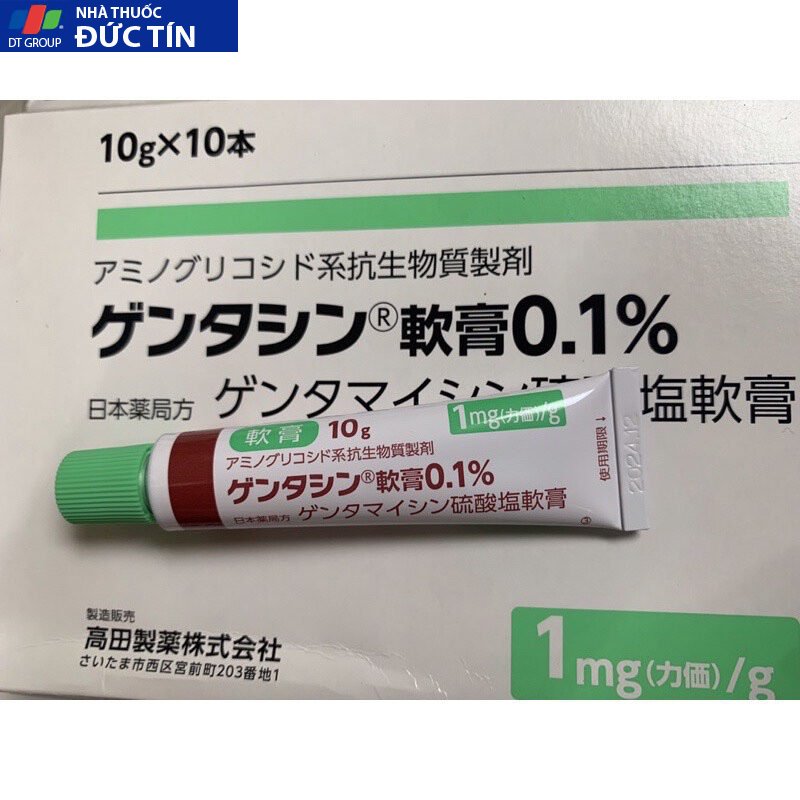 NHÀ THUỐC
ĐỨC TÍN
DT GROUP
10g×10本
アミノグリコシド系抗生物質製剤
ゲンタシン®軟膏0.1%
日本薬局方 ゲンタマイシン硫酸塩軟膏
軟膏 10g
1mg(力価)/g
アミノグリコシド系抗生物質製剤
ゲンタシン®軟膏0.1%
日本薬局方 ゲンタマイシン硫酸塩軟膏
使用期限↓
2024.12
製造販売
高田製薬株式会社
さいたま市西区宮前町203番地1
1mg(力価)/g